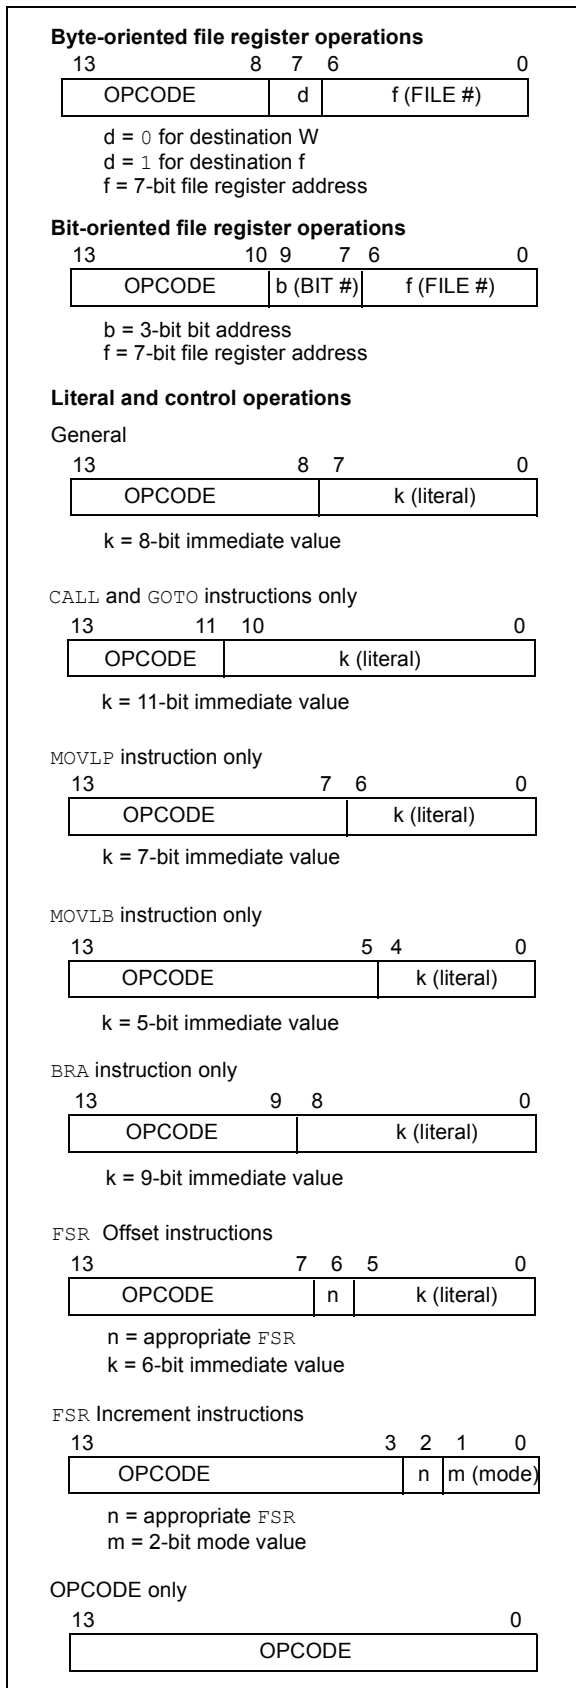 Byte-oriented file register operations
13 8 7 6 0
OPCODE d f (FILE #)
d = 0 for destination W
d = 1 for destination f
f = 7-bit file register address
Bit-oriented file register operations
13 10 9 7 6 0
OPCODE b (BIT #) f (FILE #)
b = 3-bit bit address
f = 7-bit file register address
Literal and control operations
General
13 8 7 0
OPCODE k (literal)
k = 8-bit immediate value
CALL and GOTO instructions only
13 11 10 0
OPCODE k (literal)
k = 11-bit immediate value
MOVLP instruction only
13 7 6 0
OPCODE k (literal)
k = 7-bit immediate value
MOVLB instruction only
13 5 4 0
OPCODE k (literal)
k = 5-bit immediate value
BRA instruction only
13 9 8 0
OPCODE k (literal)
k = 9-bit immediate value
FSR Offset instructions
13 7 6 5 0
OPCODE n k (literal)
n = appropriate FSR
k = 6-bit immediate value
FSR Increment instructions
13 3 2 1 0
OPCODE n m (mode)
n = appropriate FSR
m = 2-bit mode value
OPCODE only
13 0
OPCODE